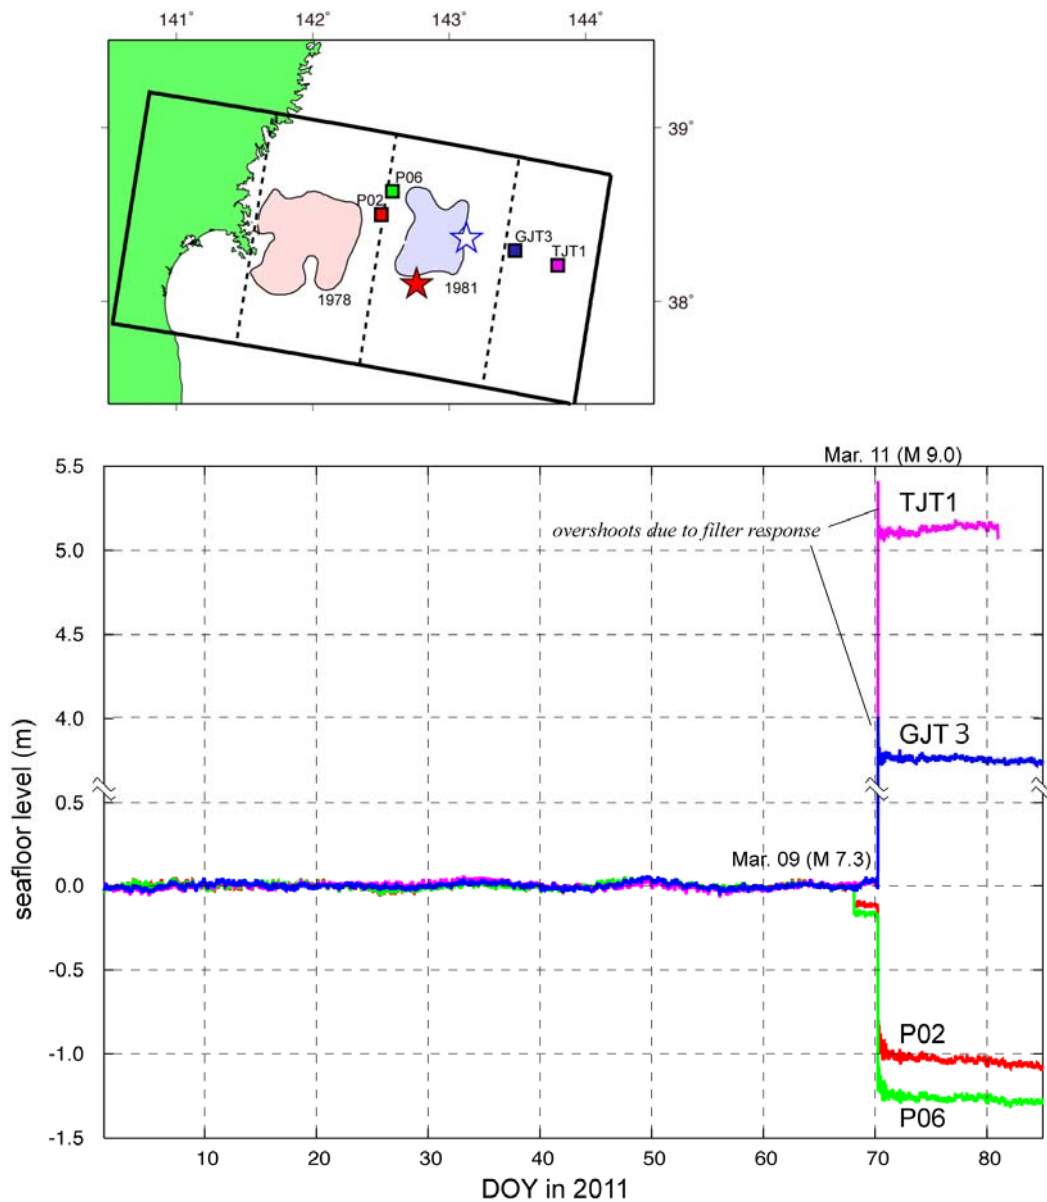 141° 142° 143° 144°
39°
P06
P02
GJT3
TJT1
38°
1978
1981
Mar. 11 (M 9.0)
5.5
TJT1
overshoots due to filter response
5.0
4.5
4.0
GJT 3
seafloor level (m)
0.5
Mar. 09 (M 7.3)
0.0
-0.5
P02
-1.0
P06
-1.5
10 20 30 40 50 60 70 80
DOY in 2011